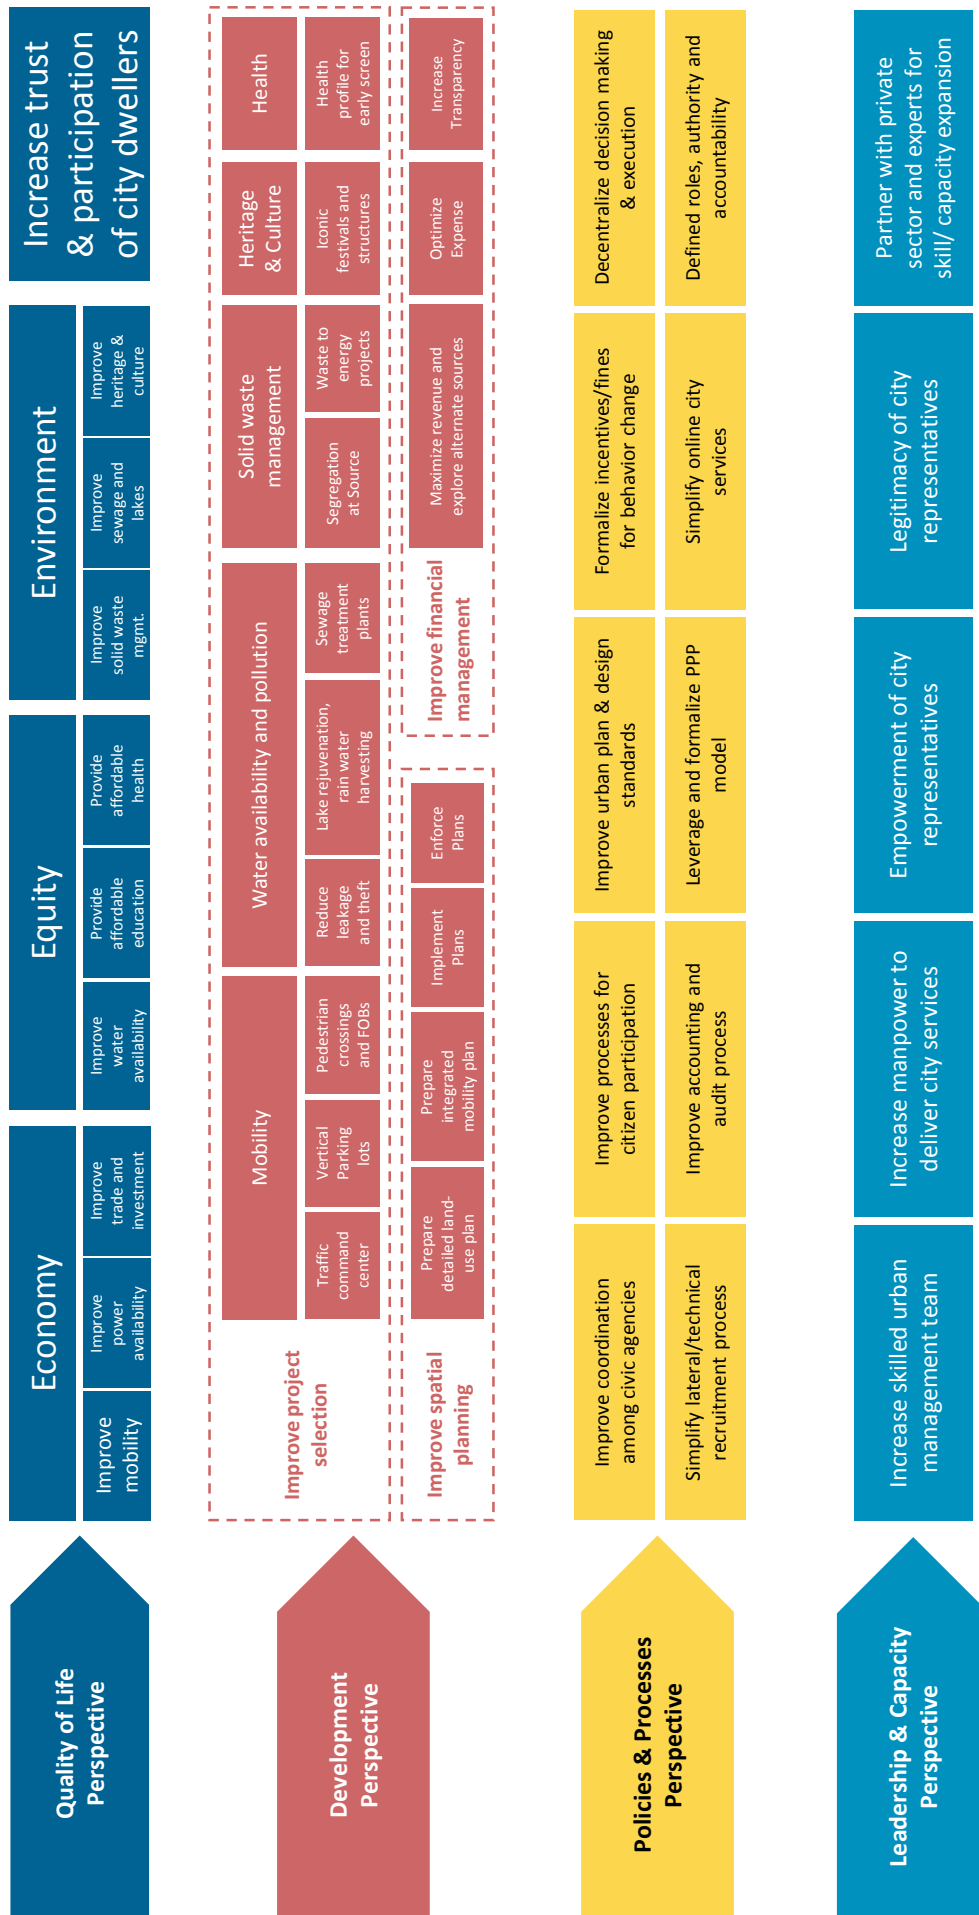 Quality of Life
Perspective
Economy
Improve
mobility
Improve
power
availability
Improve
trade and
investment
Equity
Improve
water
availability
Provide
affordable
education
Provide
affordable
health
Environment
Improve
solid waste
mgmt.
Improve
sewage and
lakes
Improve
heritage &
culture
Increase trust
& participation
of city dwellers
Development
Perspective
Improve project
selection
Mobility
Traffic
command
center
Vertical
Parking
lots
Pedestrian
crossings
and FOBs
Water availability and pollution
Reduce
leakage
and theft
Lake rejuvenation,
rain water
harvesting
Sewage
treatment
plants
Solid waste
management
Segregation
at Source
Waste to
energy
projects
Heritage
& Culture
Iconic
festivals and
structures
Health
Health
profile for
early screen
Improve spatial
planning
Prepare
detailed land-
use plan
Prepare
integrated
mobility plan
Implement
Plans
Enforce
Plans
Improve financial
management
Maximize revenue and
explore alternate sources
Optimize
Expense
Increase
Transparency
Policies & Processes
Perspective
Improve coordination
among civic agencies
Improve processes for
citizen participation
Improve urban plan & design
standards
Formalize incentives/fines
for behavior change
Decentralize decision making
& execution
Simplify lateral/technical
recruitment process
Improve accounting and
audit process
Leverage and formalize PPP
model
Simplify online city
services
Defined roles, authority and
accountability
Leadership & Capacity
Perspective
Increase skilled urban
management team
Increase manpower to
deliver city services
Empowerment of city
representatives
Legitimacy of city
representatives
Partner with private
sector and experts for
skill/ capacity expansion